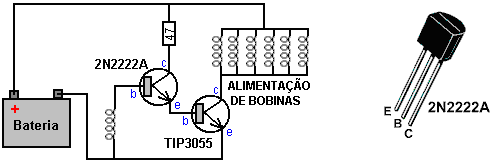 47
2N2222A
c
b
e
c
b
e
TIP3055
ALIMENTAÇÃO
DE BOBINAS
+
Bateria
E
B
C
2N2222A